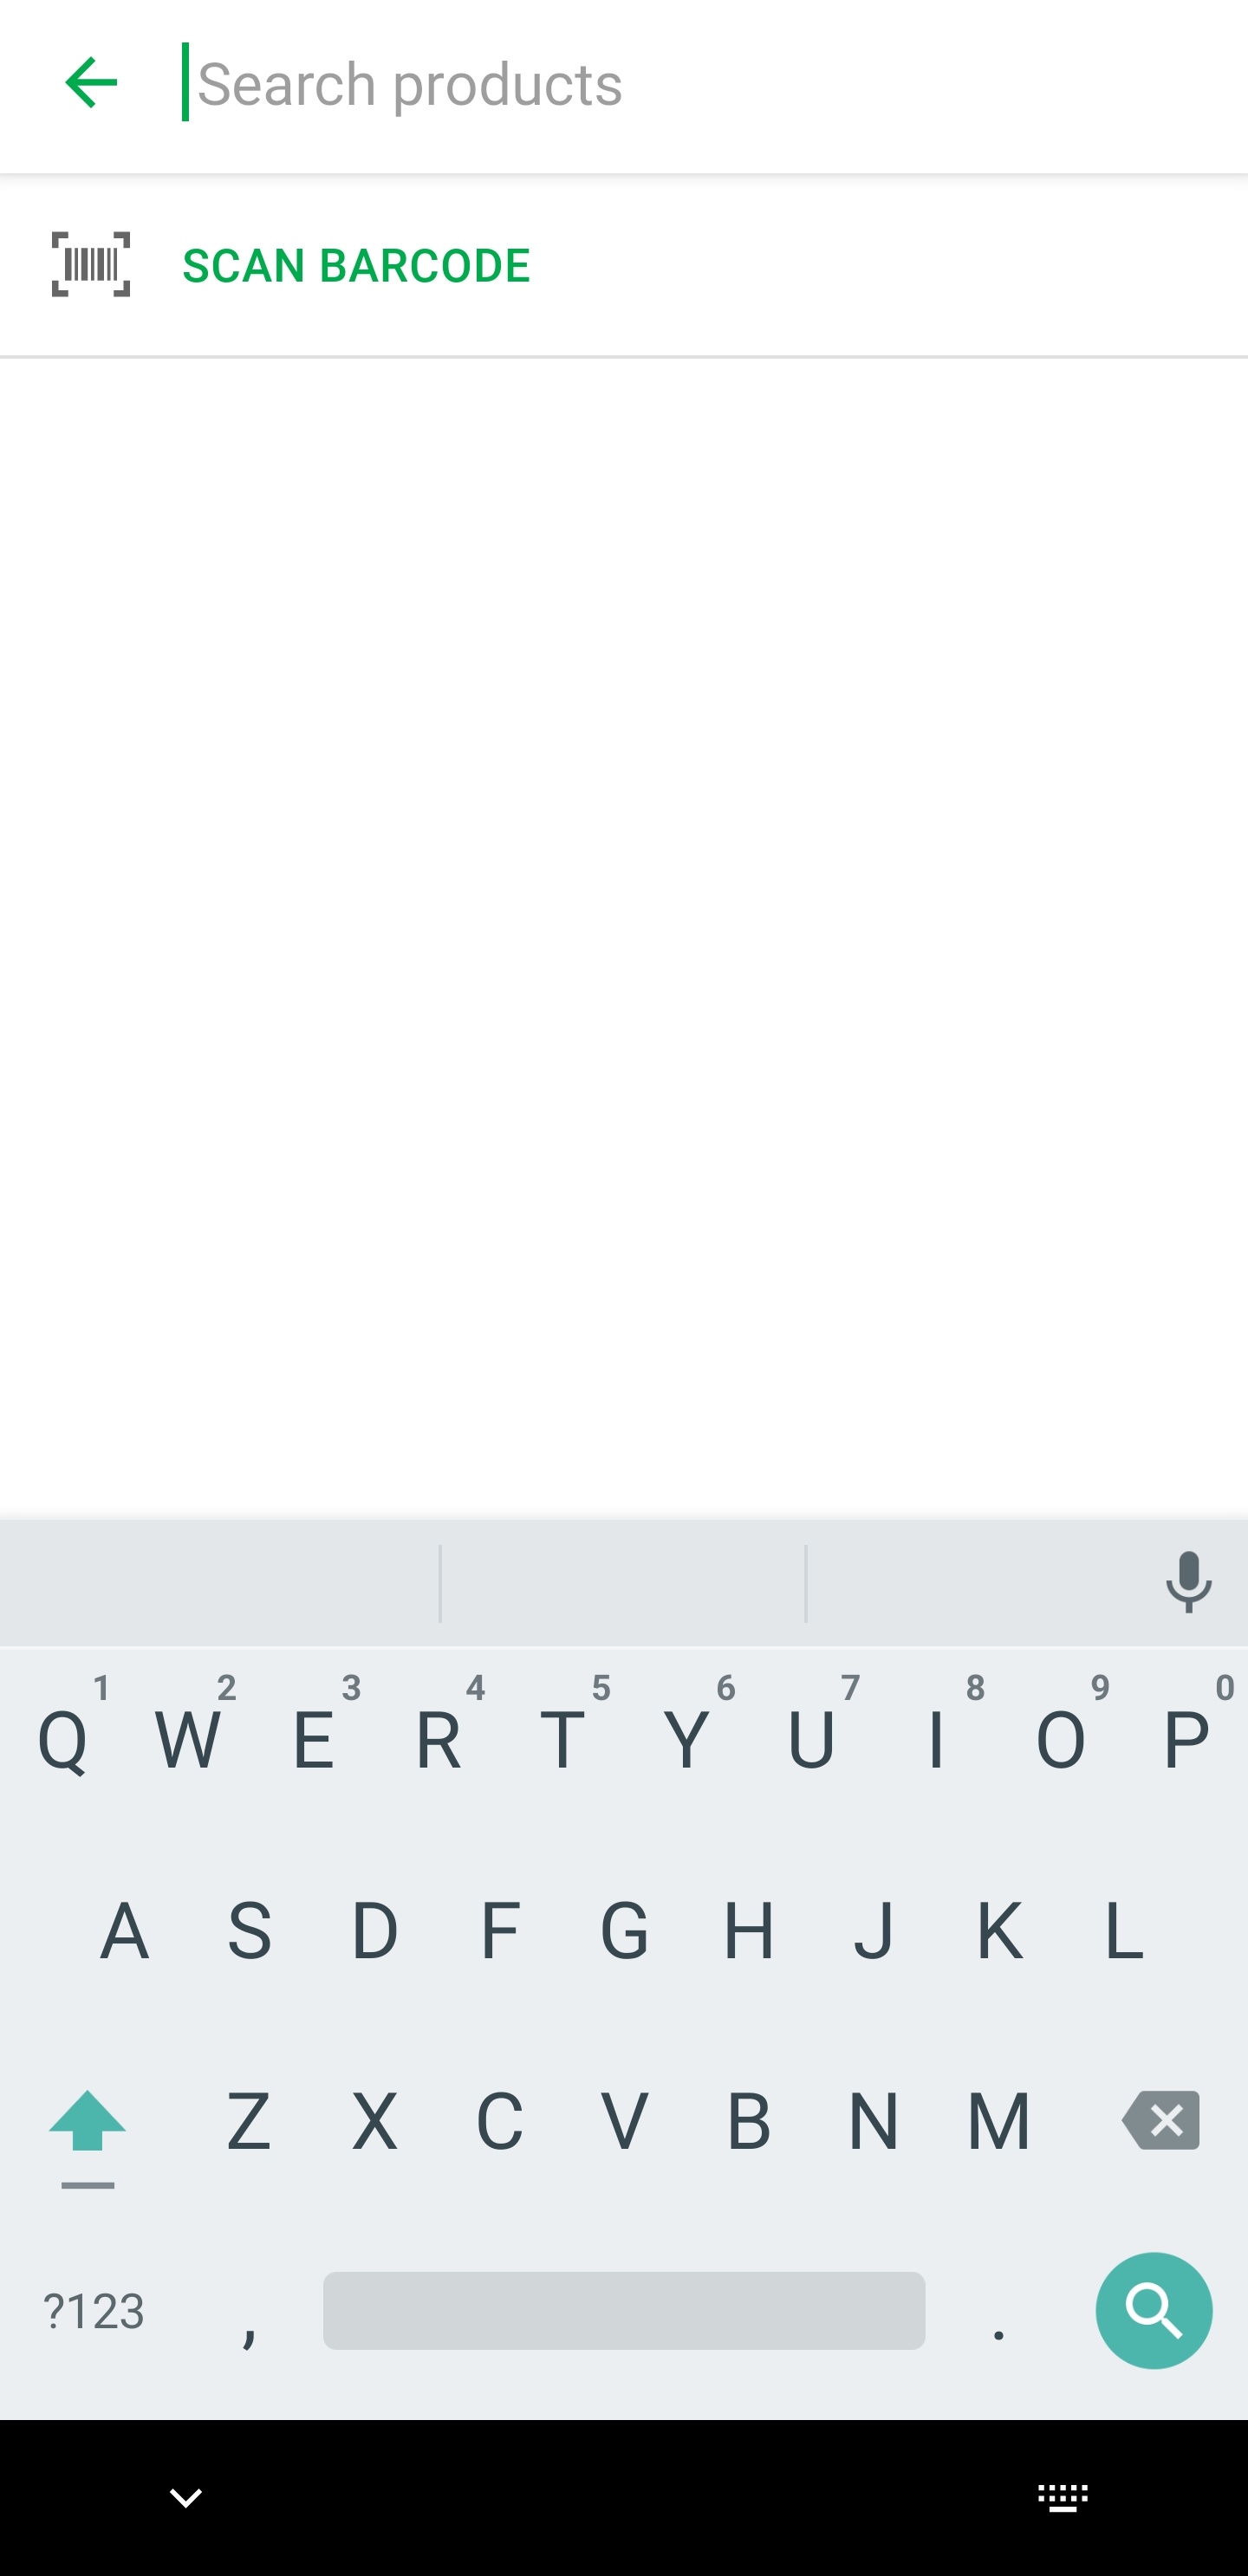 Search products
SCAN BARCODE
1 2 3 4 5 6 7 8 9 0
Q W E R T Y U I O P
A S D F G H J K L
Z X C V B N M
?123 , .